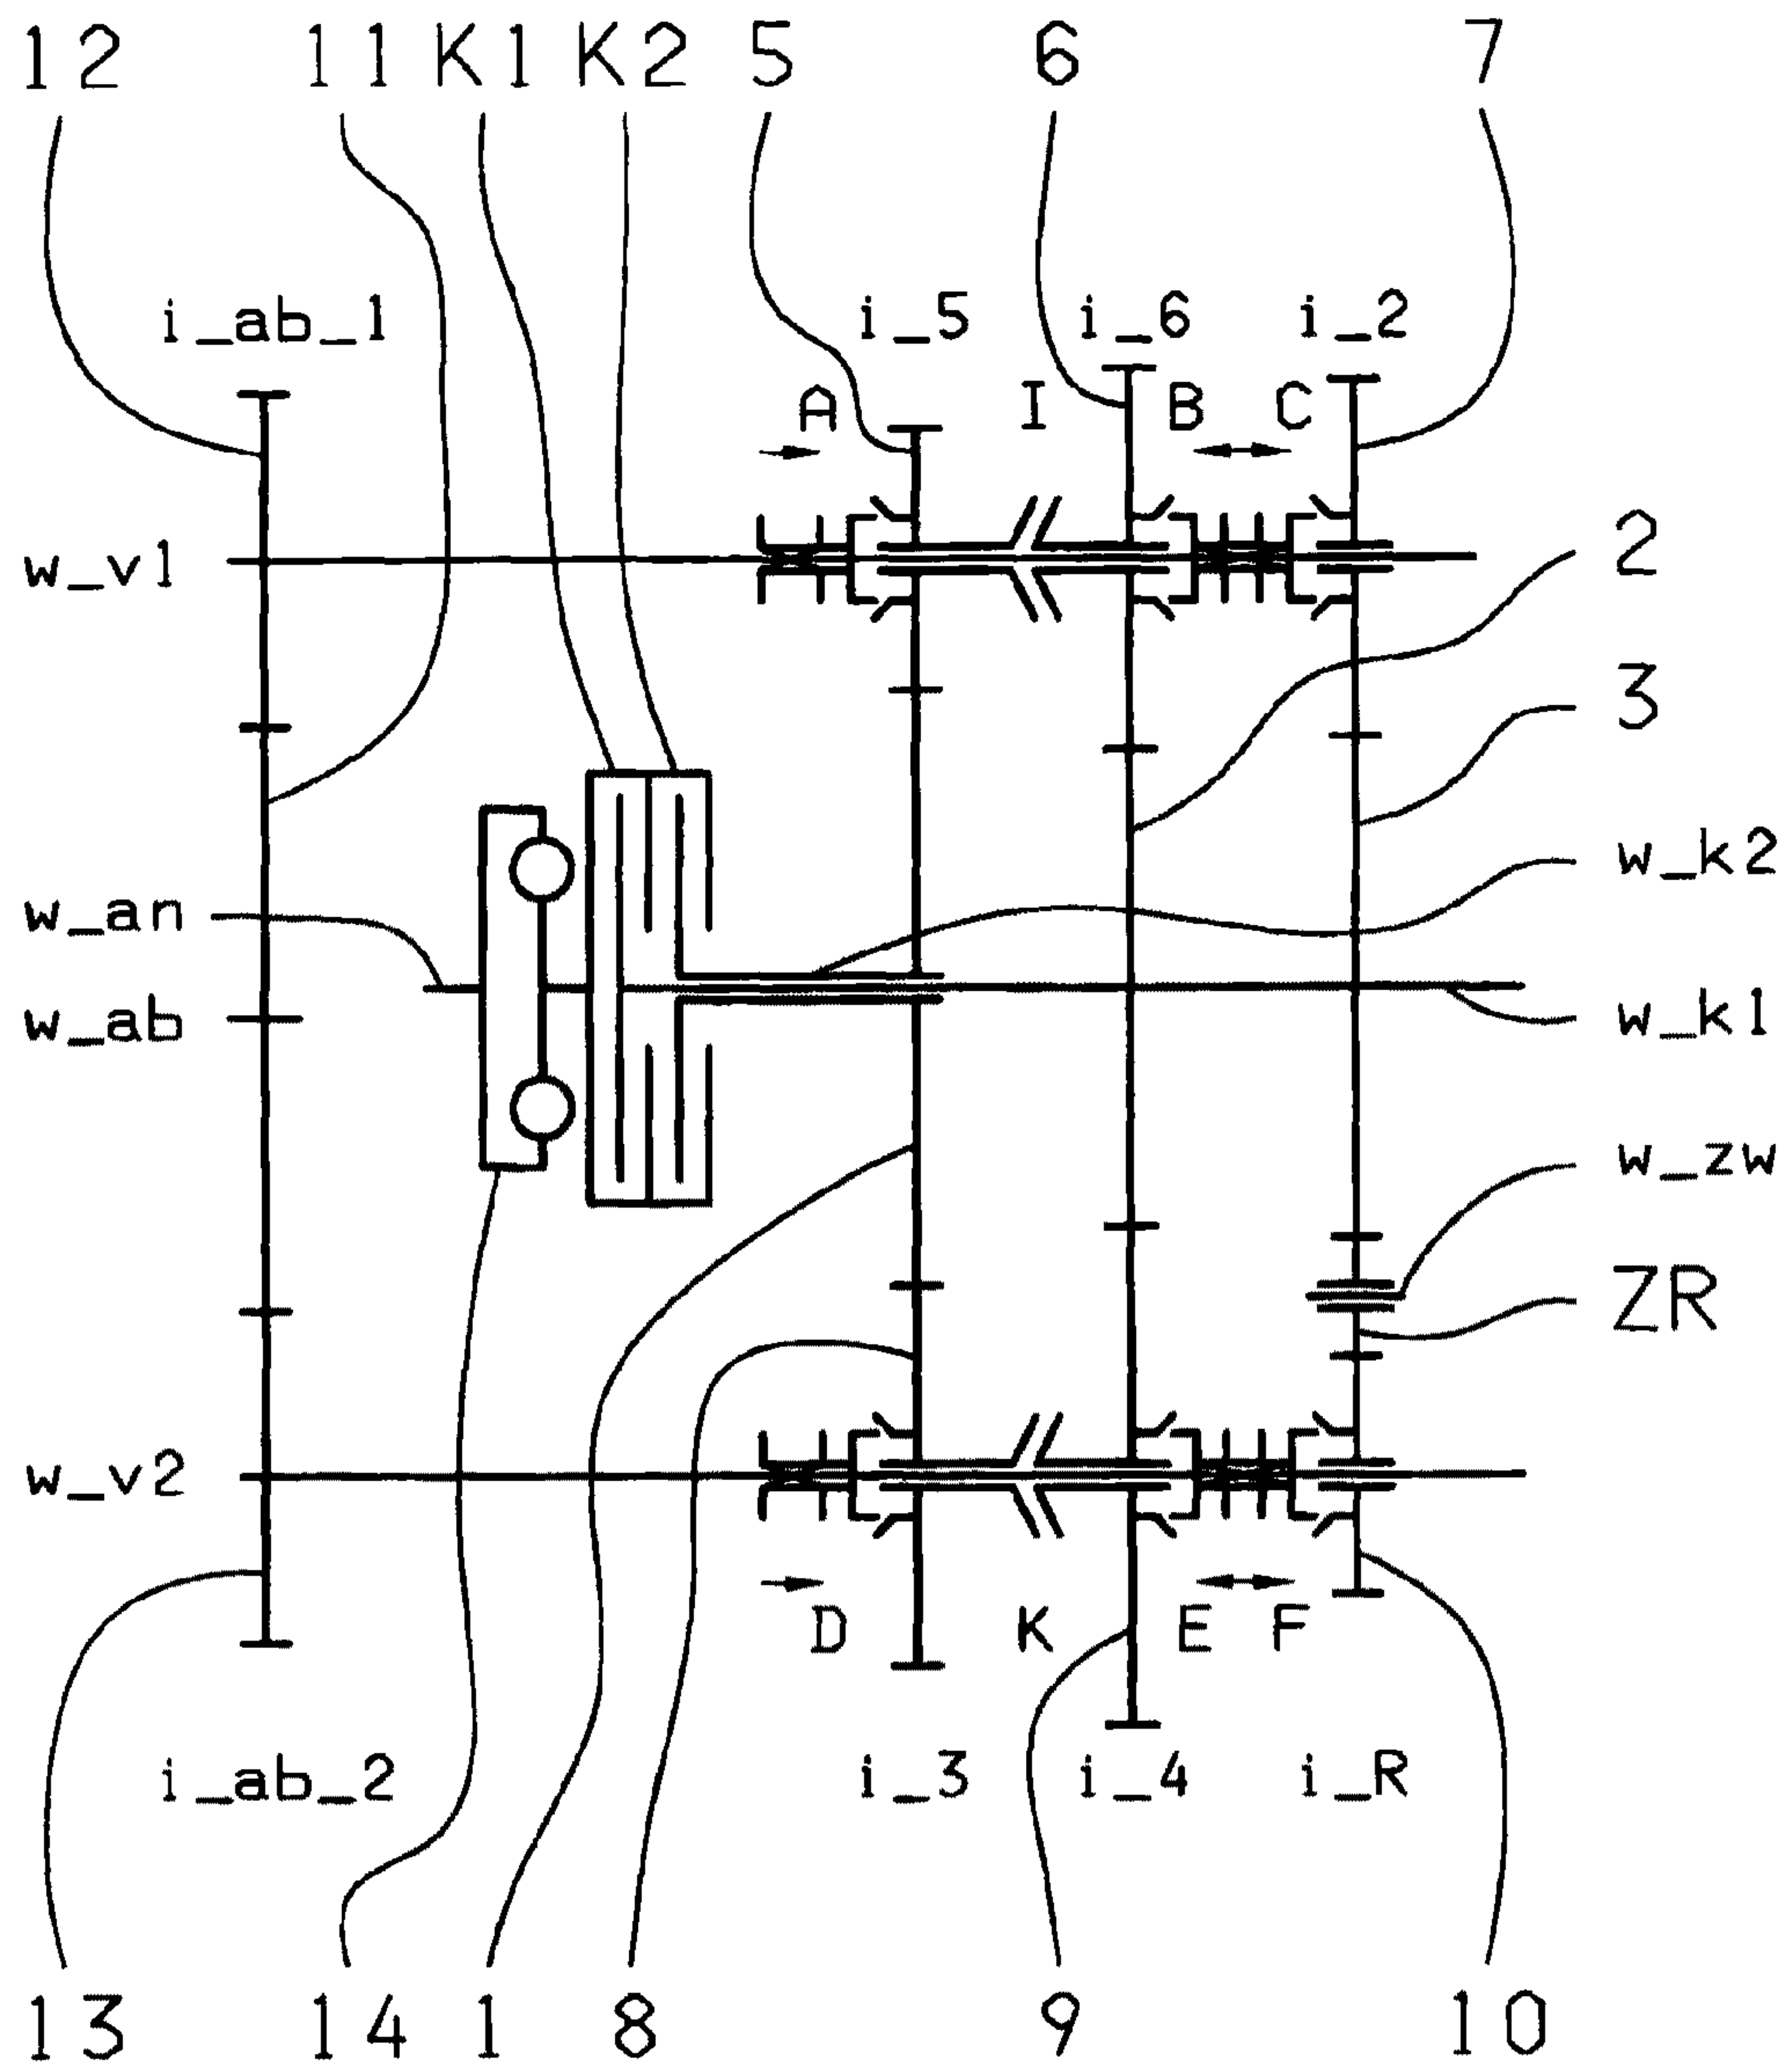 12 11 K1 K2 5 6 7
i_ab_1 i_5 i_6 i_2
A I B C
w_v1 2
3
w_k2
w_an
w_ab w_k1
w_zw
ZR
w_v2
D K E F
i_ab_2 i_3 i_4 i_R
13 14 1 8 9 10